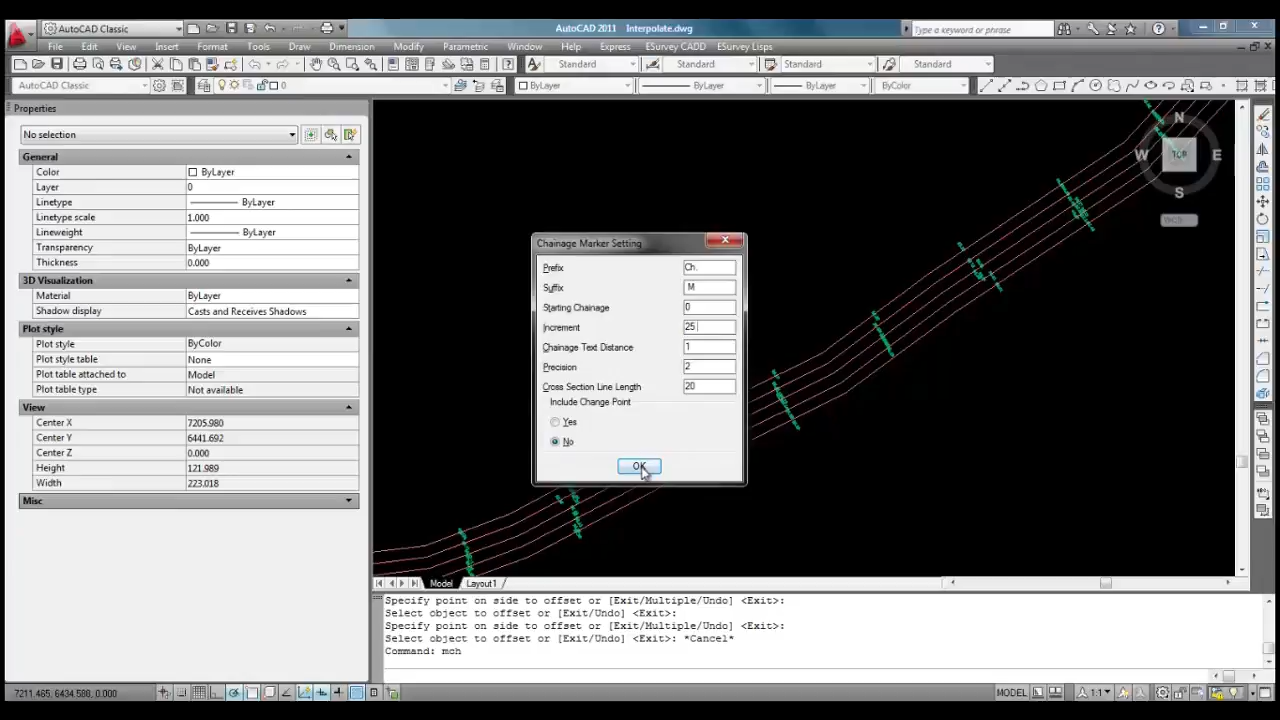 AutoCAD Classic
AutoCAD 2011 Interpolate.dwg
Type a keyword or phrase
File Edit View Insert Format Tools Draw Dimension Modify Parametric Window Help Express ESurvey CADD ESurvey Lisps
Standard Standard Standard Standard
AutoCAD Classic 0 ByLayer ByLayer ByLayer ByColor
Properties
No selection
General
Color ByLayer
Layer 0
Linetype ByLayer
Linetype scale 1.000
Lineweight ByLayer
Transparency ByLayer
Thickness 0.000
3D Visualization
Material ByLayer
Shadow display Casts and Receives Shadows
Plot style
Plot style ByColor
Plot style table None
Plot table attached to Model
Plot table type Not available
View
Center X 7205.980
Center Y 6441.692
Center Z 0.000
Height 121.989
Width 223.018
Misc
N
W TOP E
S
WCS
Chainage Marker Setting
Prefix Ch.
Suffix M
Starting Chainage 0
Increment 25
Chainage Text Distance 1
Precision 2
Cross Section Line Length 20
Include Change Point
Yes
No
OK
Model Layout1
Specify point on side to offset or [Exit/Multiple/Undo] <Exit>:
Select object to offset or [Exit/Undo] <Exit>:
Specify point on side to offset or [Exit/Multiple/Undo] <Exit>:
Select object to offset or [Exit/Undo] <Exit>: *Cancel*
Command: mch
7211.465, 6434.588, 0.000
MODEL 1:1